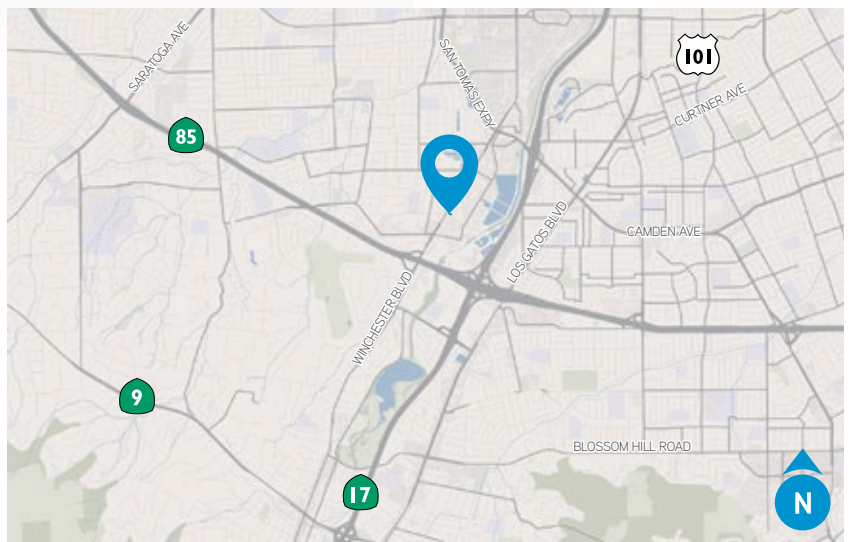 SARATOGA AVE
SAN TOMAS EXPY
101
CURTNER AVE
85
LOS GATOS BLVD
CAMDEN AVE
WINCHESTER BLVD
9
BLOSSOM HILL ROAD
17
N